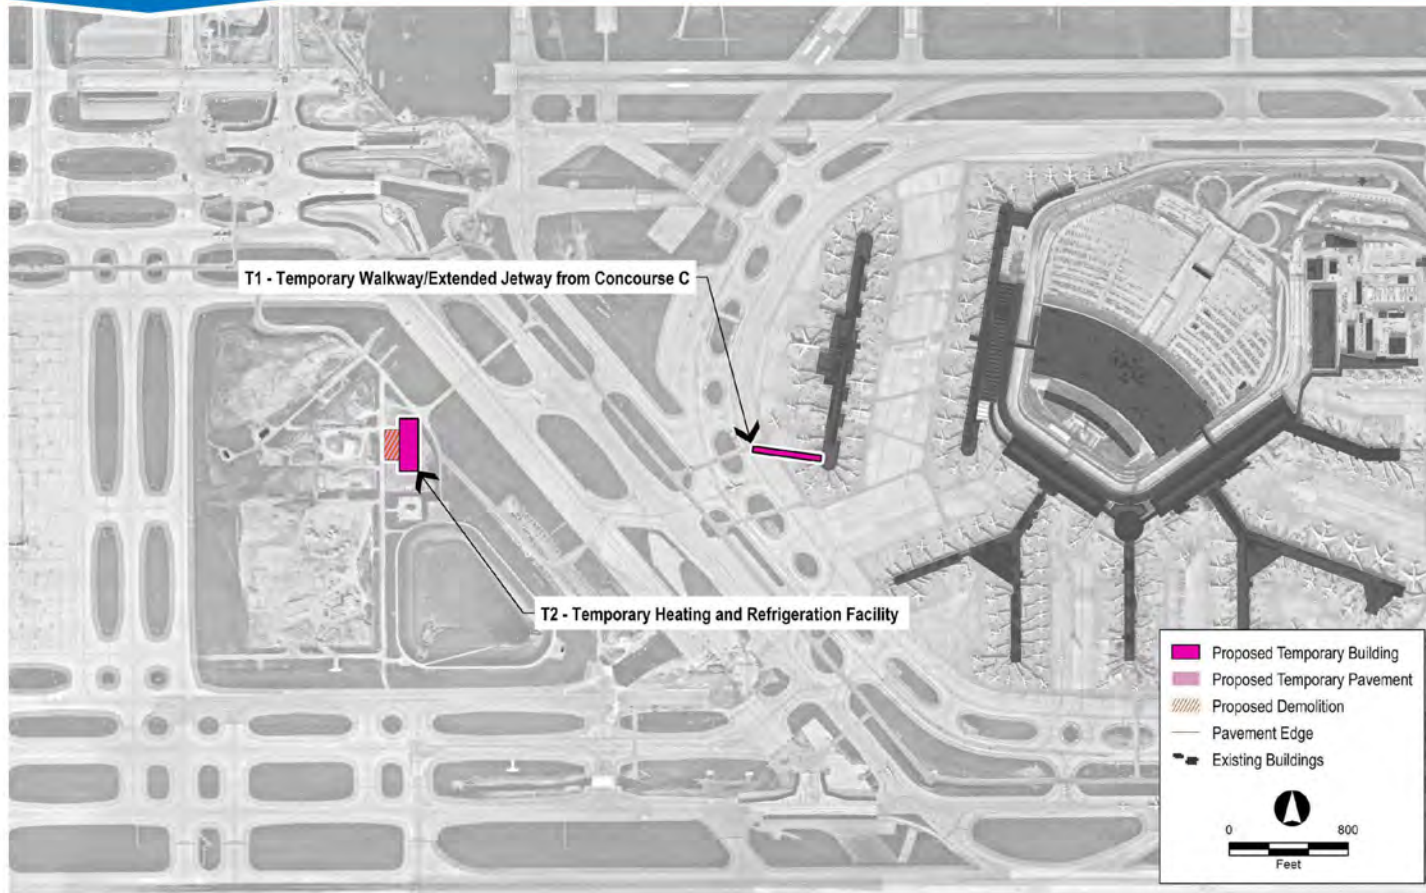 T1 - Temporary Walkway/Extended Jetway from Concourse C
T2 - Temporary Heating and Refrigeration Facility
Proposed Temporary Building
Proposed Temporary Pavement
Proposed Demolition
Pavement Edge
Existing Buildings
0 800
Feet